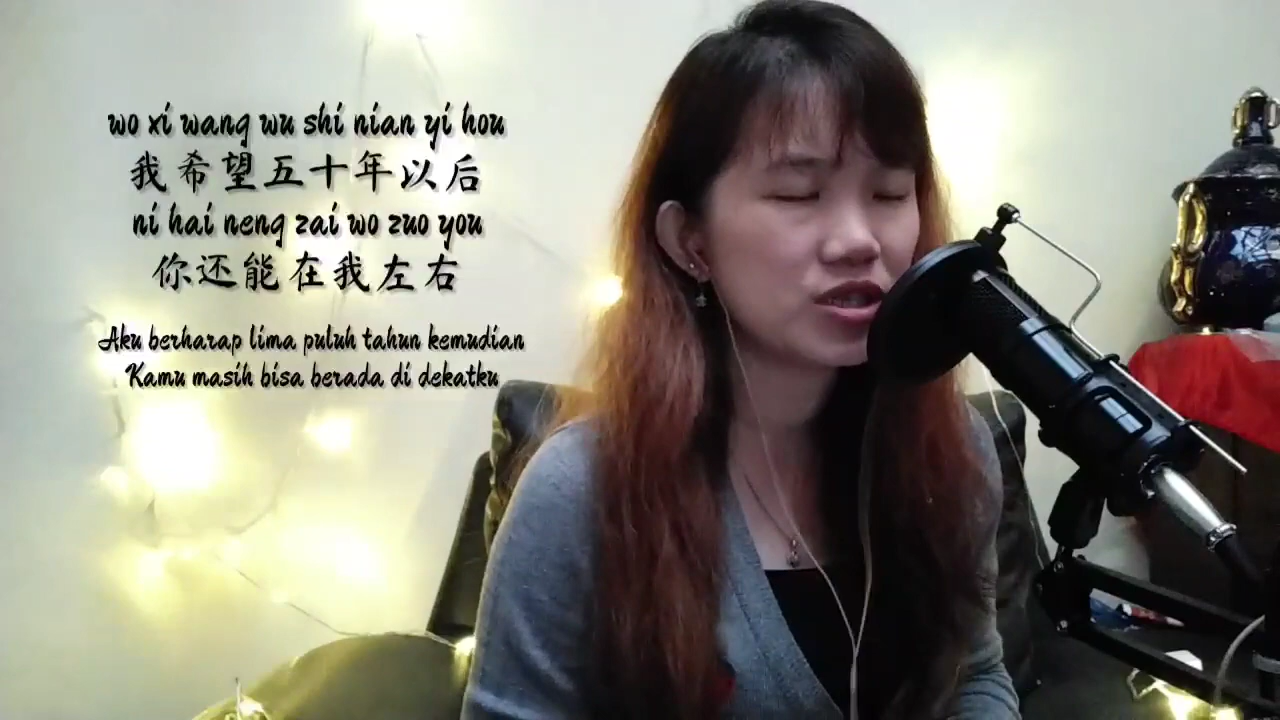 wo xi wang wu shi nian yi hou
我希望五十年以后
ni hai neng zai wo zuo you
你还能在我左右
Aku berharap lima puluh tahun kemudian
Kamu masih bisa berada di dekatku